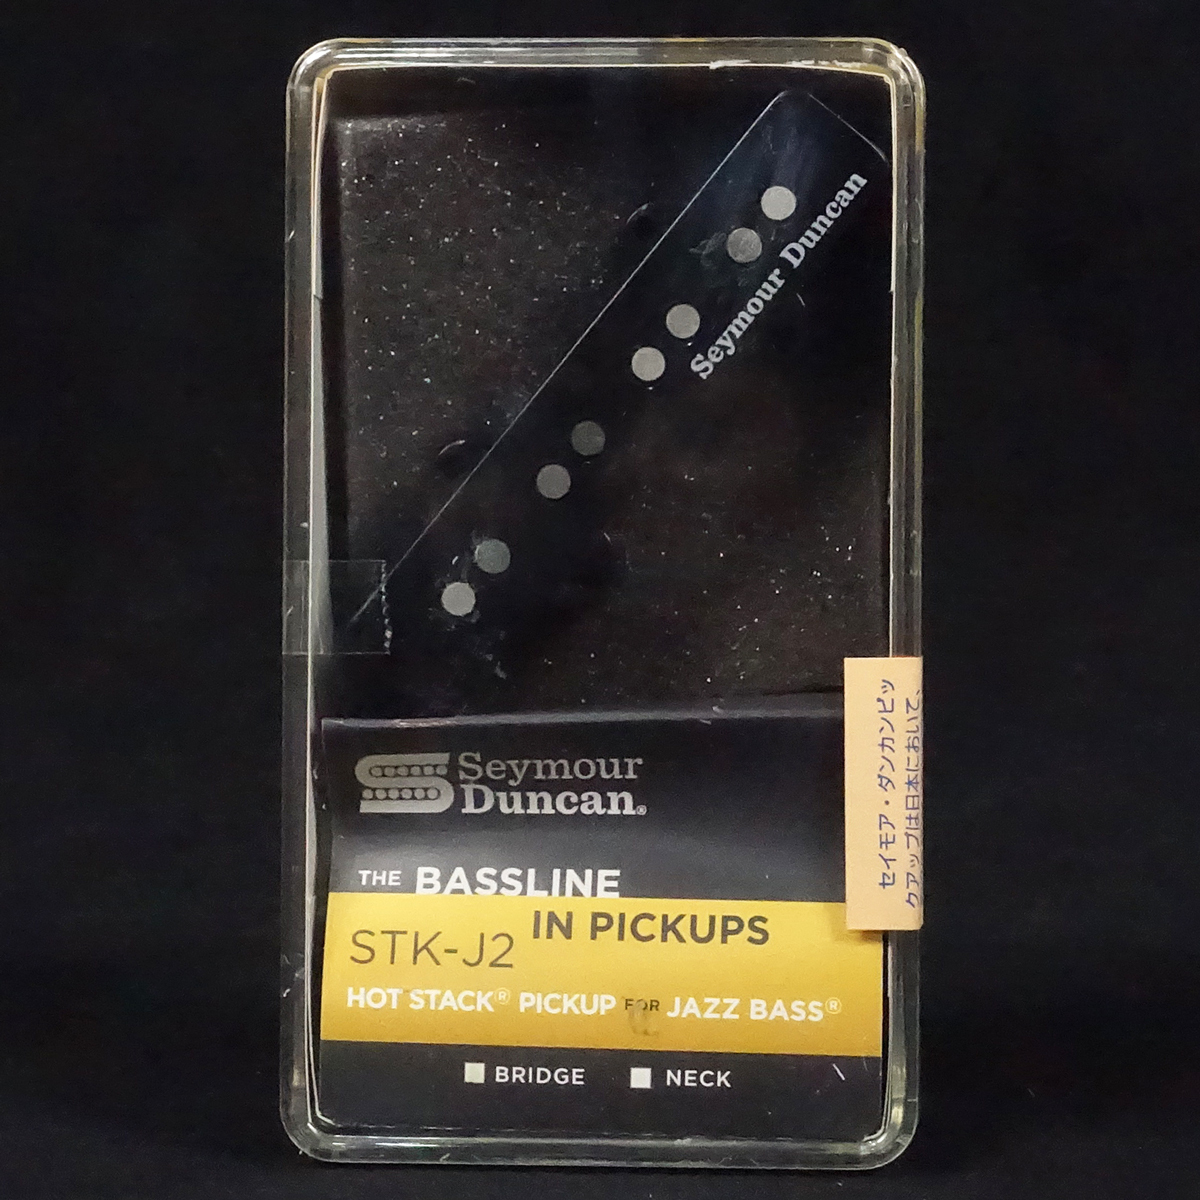 Seymour Duncan
Seymour
Duncan®
THE BASSLINE
IN PICKUPS
STK-J2
HOT STACK® PICKUP FOR JAZZ BASS®
BRIDGE NECK
セイモア・ダンカンピッ
クアップは日本において、